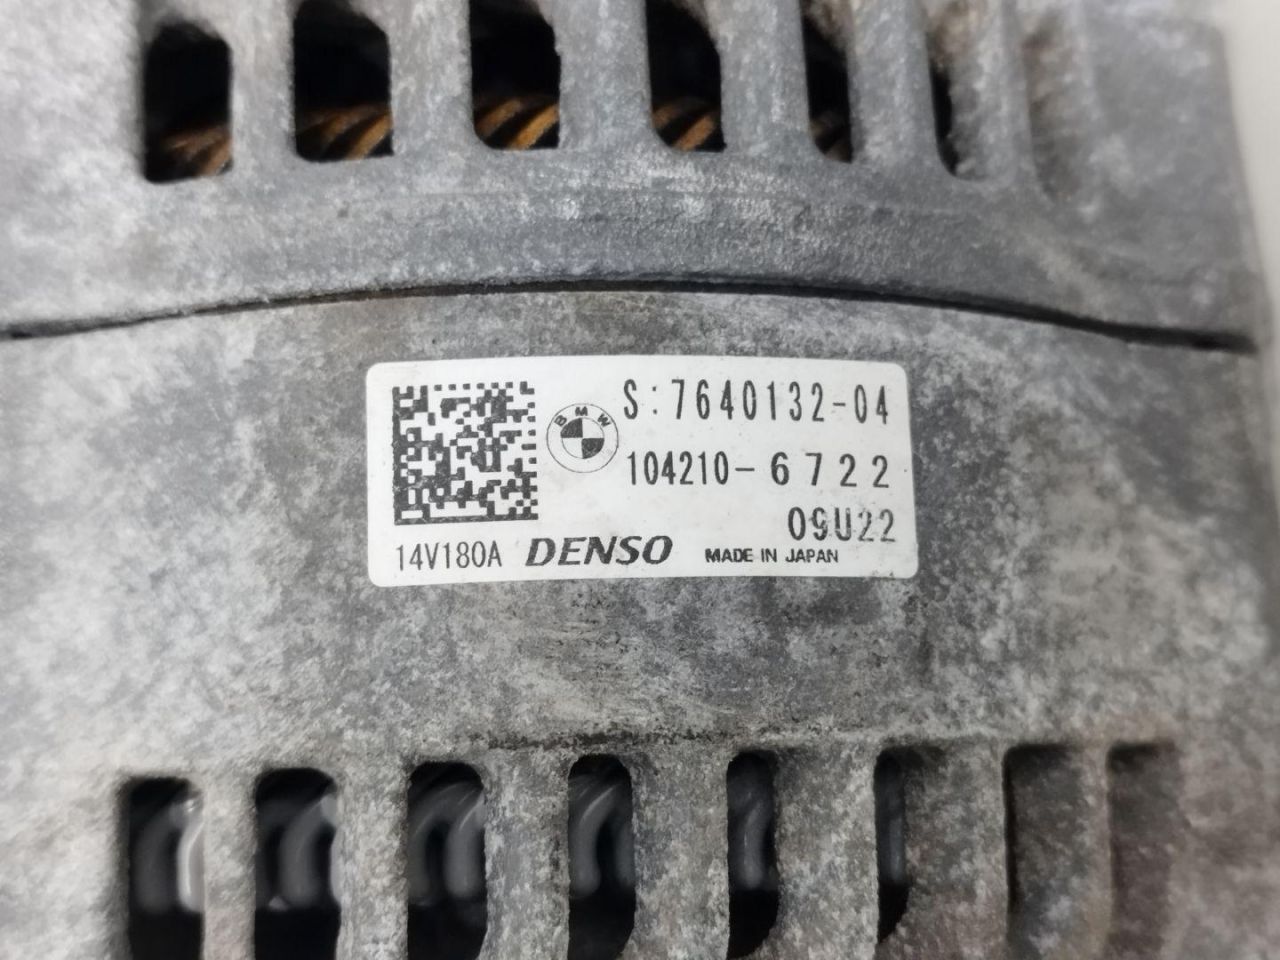 BMW
S:7640132-04
104210-6722
09U22
14V180A DENSO MADE IN JAPAN